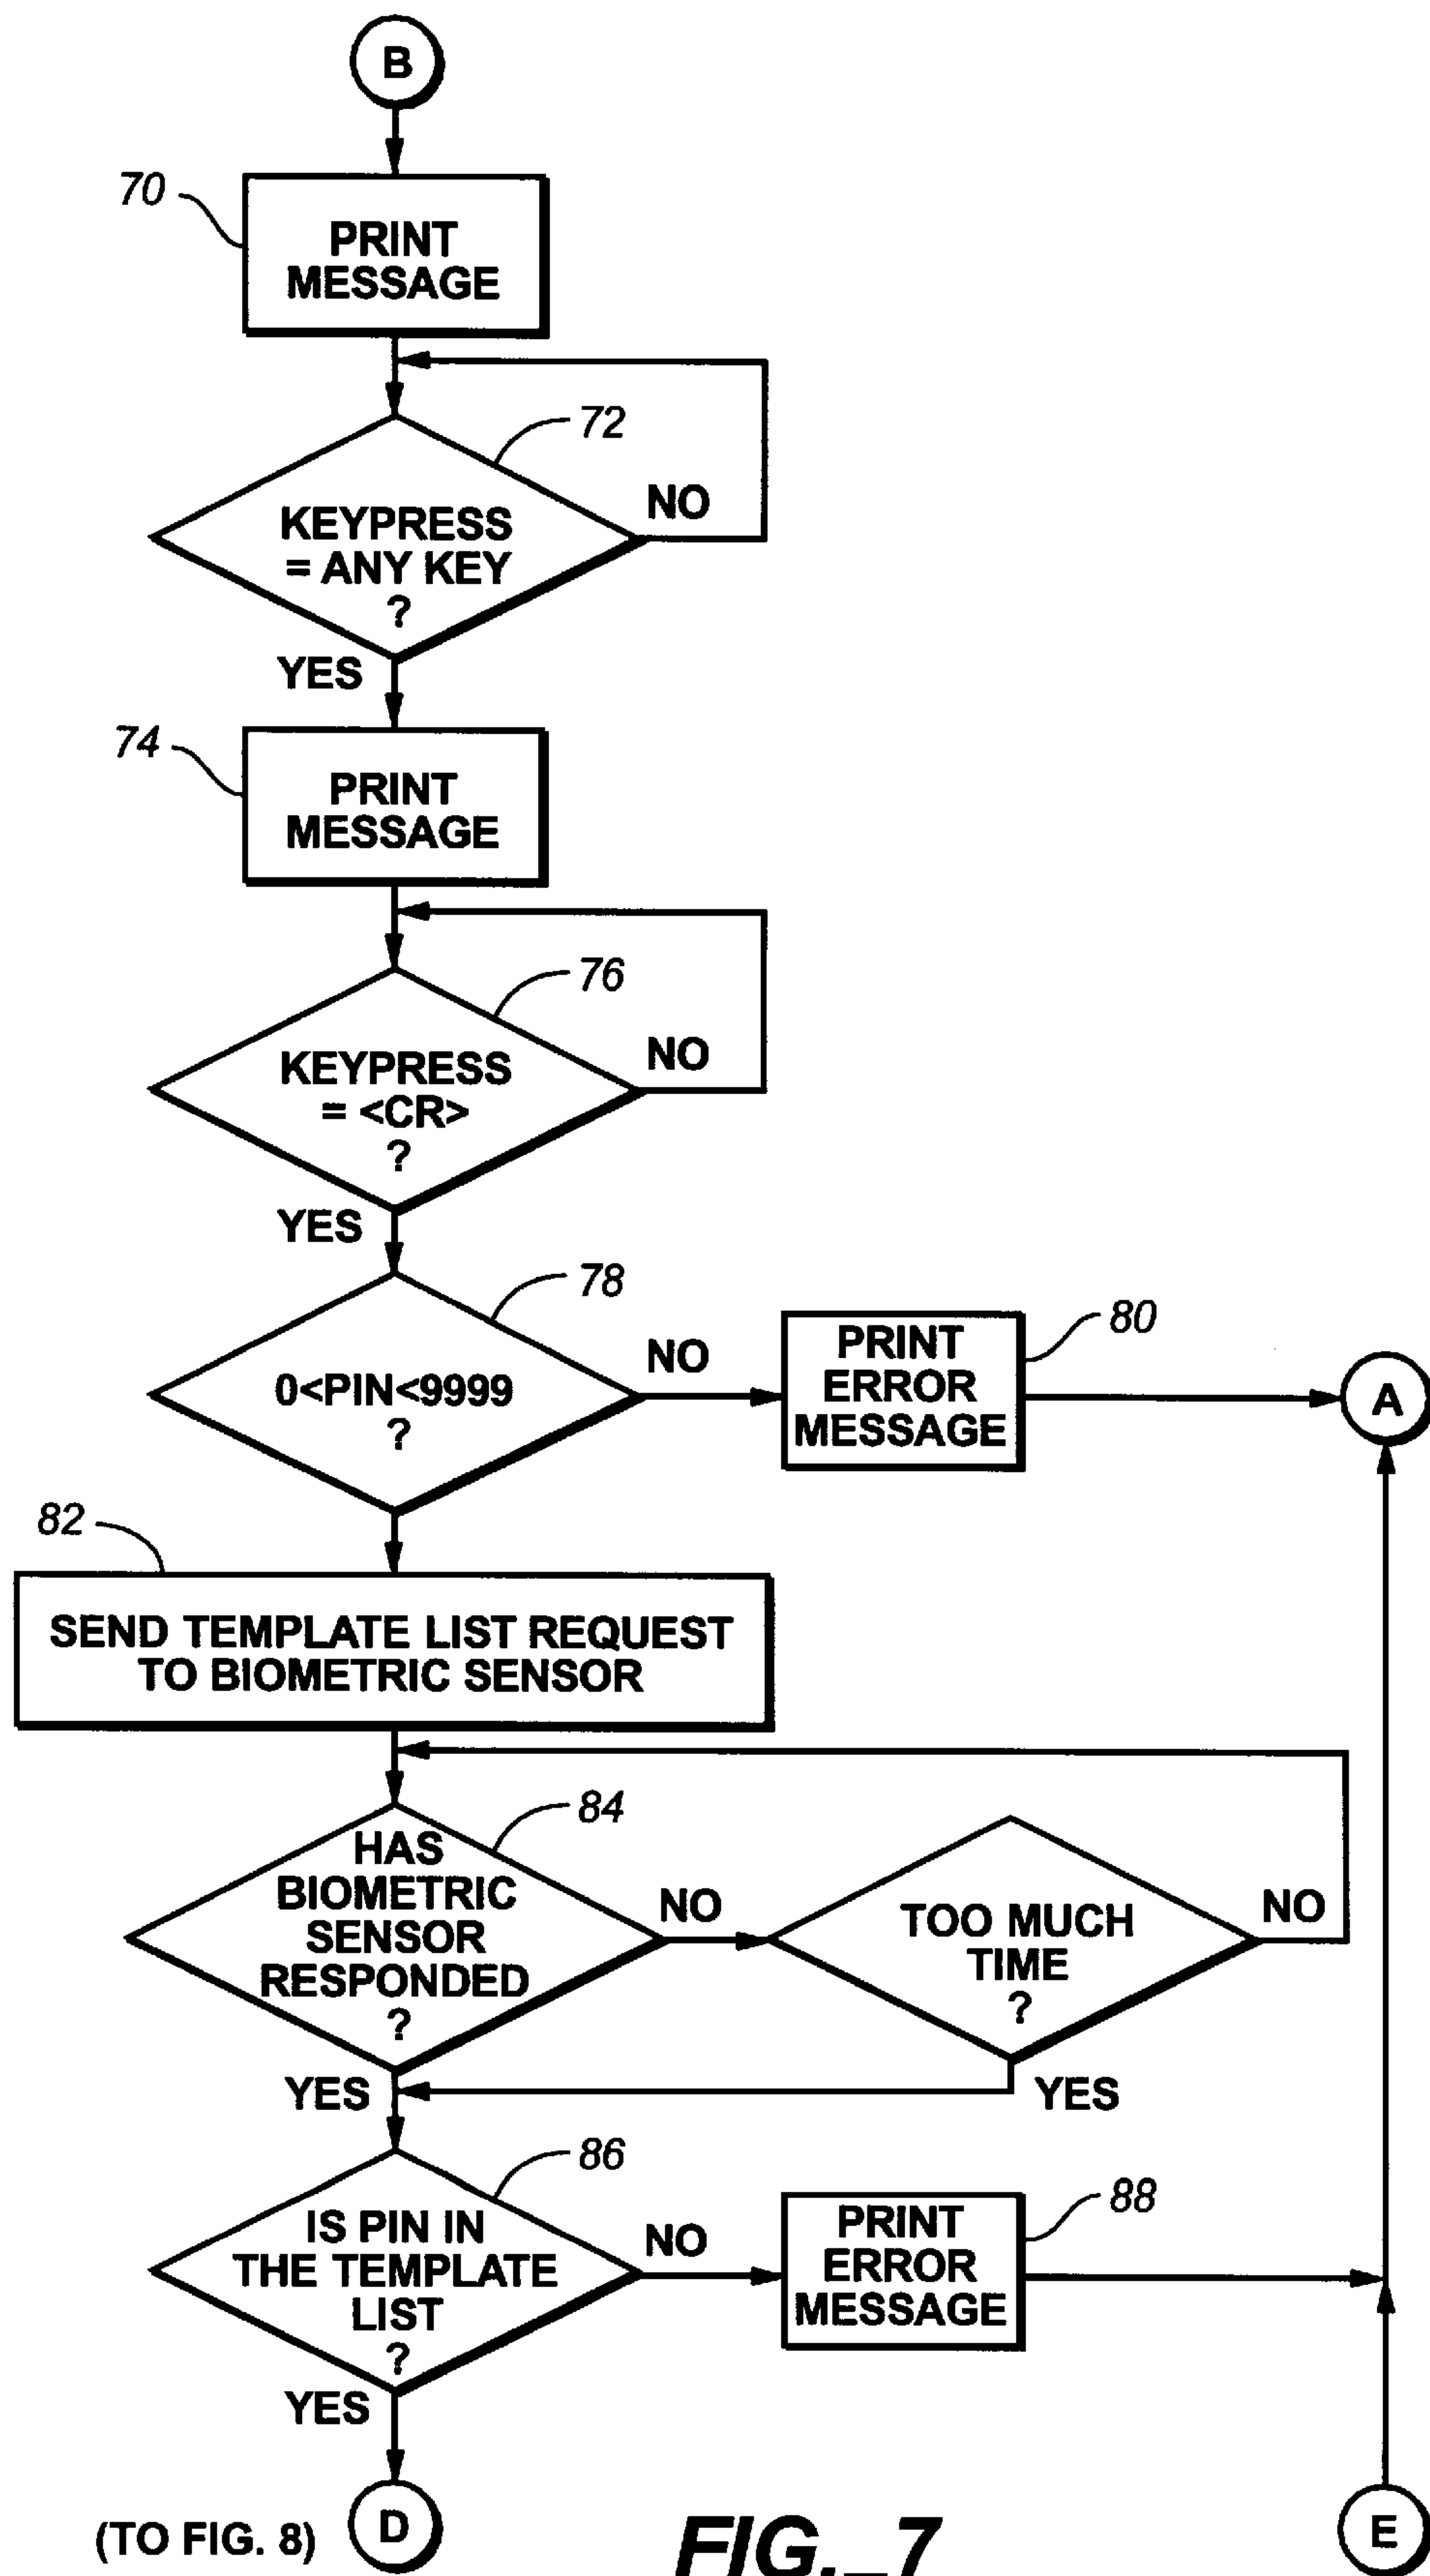 B
70
PRINT
MESSAGE
72
KEYPRESS
= ANY KEY
?
NO
YES
74
PRINT
MESSAGE
76
KEYPRESS
= <CR>
?
NO
YES
78
0<PIN<9999
?
NO
PRINT
ERROR
MESSAGE
80
A
82
SEND TEMPLATE LIST REQUEST
TO BIOMETRIC SENSOR
84
HAS
BIOMETRIC
SENSOR
RESPONDED
?
NO
TOO MUCH
TIME
?
NO
YES
YES
86
IS PIN IN
THE TEMPLATE
LIST
?
NO
PRINT
ERROR
MESSAGE
88
YES
(TO FIG. 8)
D
FIG._7
E